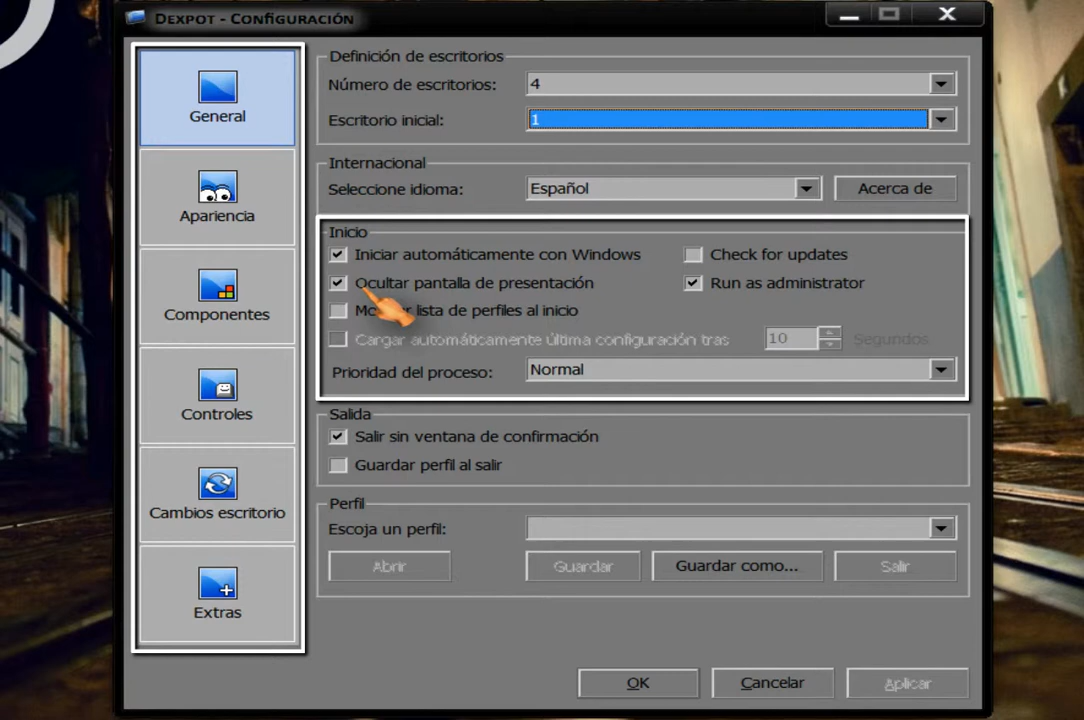 Dexpot - Configuración
General
Apariencia
Componentes
Controles
Cambios escritorio
Extras
Definición de escritorios
Número de escritorios: 4
Escritorio inicial: 1
Internacional
Seleccione idioma: Español Acerca de
Inicio
Iniciar automáticamente con Windows Check for updates
Ocultar pantalla de presentación Run as administrator
lista de perfiles al inicio
Cargar automáticamente última configuración tras 10 Segundos
Prioridad del proceso: Normal
Salida
Salir sin ventana de confirmación
Guardar perfil al salir
Perfil
Escoja un perfil:
Abrir Guardar Guardar como... Salir
OK Cancelar Aplicar